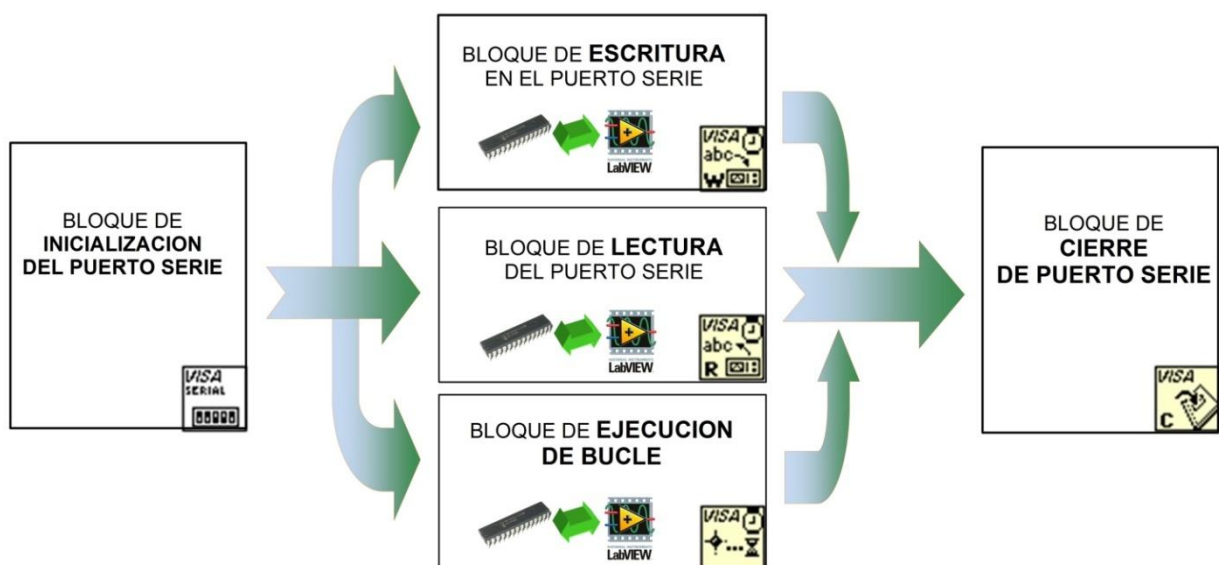 BLOQUE DE
INICIALIZACION
DEL PUERTO SERIE
VISA
SERIAL
BLOQUE DE ESCRITURA
EN EL PUERTO SERIE
LabVIEW
VISA
abc
W
BLOQUE DE LECTURA
DEL PUERTO SERIE
LabVIEW
VISA
abc
R
BLOQUE DE EJECUCION
DE BUCLE
LabVIEW
VISA
BLOQUE DE
CIERRE
DE PUERTO SERIE
VISA
C